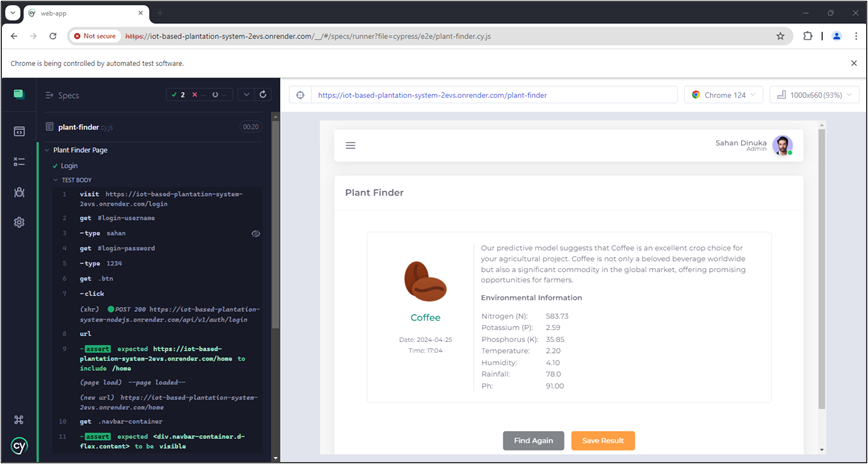 web-app
Not secure
https://iot-based-plantation-system-2evs.onrender.com/__/#/specs/runner?file=cypress/e2e/plant-finder.cy.js
Chrome is being controlled by automated test software.
Specs
2
--
--
https://iot-based-plantation-system-2evs.onrender.com/plant-finder
Chrome 124
1000x660 (93%)
plant-finder.cy.js
00:20
Plant Finder Page
Login
TEST BODY
1 visit https://iot-based-plantation-system-
2evs.onrender.com/login
2 get #login-username
3 -type sahan
4 get #login-password
5 -type 1234
6 get .btn
7 -click
(xhr) POST 200 https://iot-based-plantation-
system-nodejs.onrender.com/api/v1/auth/login
8 url
9 -assert expected https://iot-based-
plantation-system-2evs.onrender.com/home to
include /home
(page load) --page loaded--
(new url) https://iot-based-plantation-system-
2evs.onrender.com/home
10 get .navbar-container
11 -assert expected <div.navbar-container.d-
flex.content> to be visible
cy
Sahan Dinuka
Admin
Plant Finder
Coffee
Date: 2024-04-25
Time: 17:04
Our predictive model suggests that Coffee is an excellent crop choice for
your agricultural project. Coffee is not only a beloved beverage worldwide
but also a significant commodity in the global market, offering promising
opportunities for farmers.
Environmental Information
Nitrogen (N): 583.73
Potassium (P): 2.59
Phosphorus (K): 35.85
Temperature: 2.20
Humidity: 4.10
Rainfall: 78.0
Ph: 91.00
Find Again
Save Result